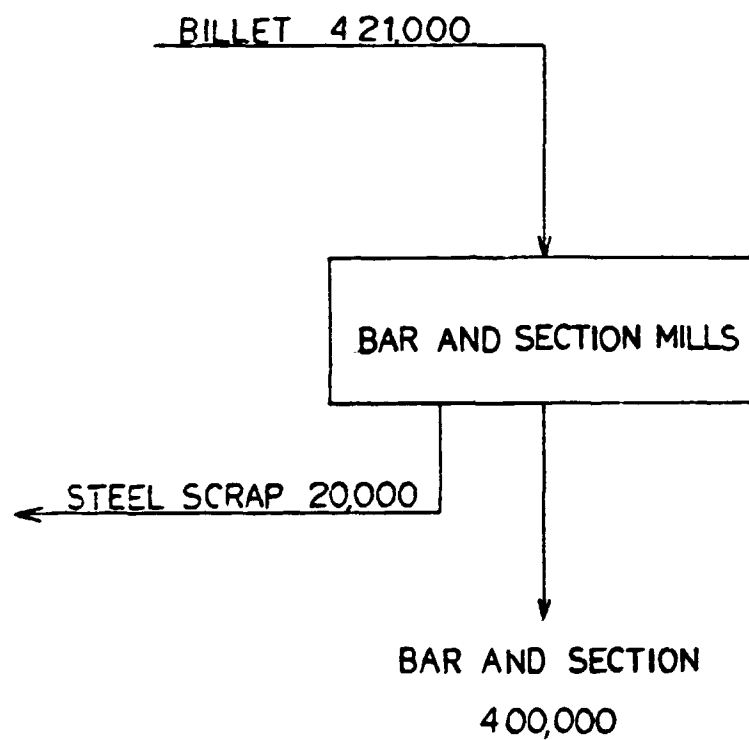 BILLET 421,000
BAR AND SECTION MILLS
STEEL SCRAP 20,000
BAR AND SECTION
400,000